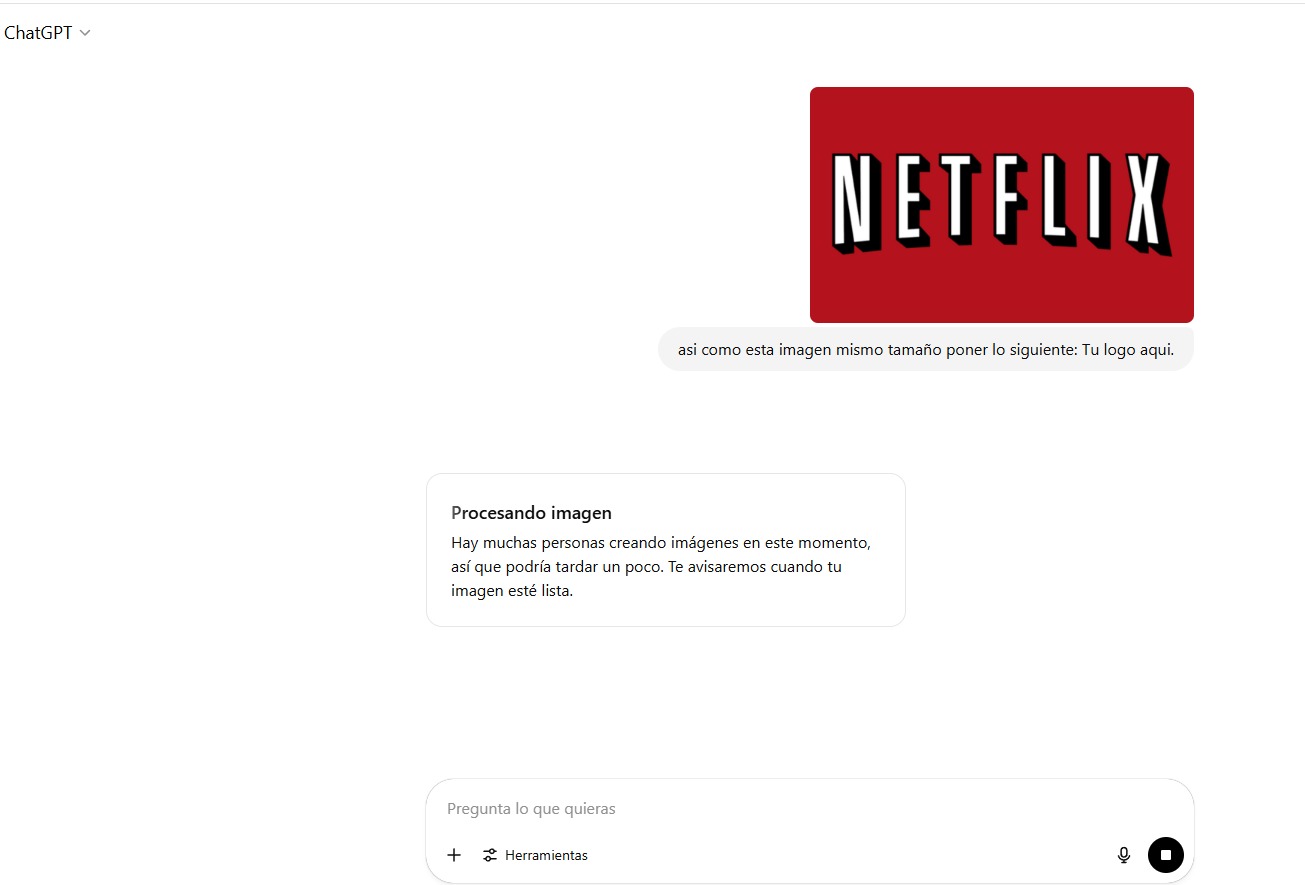 ChatGPT
NETFLIX
asi como esta imagen mismo tamaño poner lo siguiente: Tu logo aqui.
Procesando imagen
Hay muchas personas creando imágenes en este momento,
así que podría tardar un poco. Te avisaremos cuando tu
imagen esté lista.
Pregunta lo que quieras
Herramientas